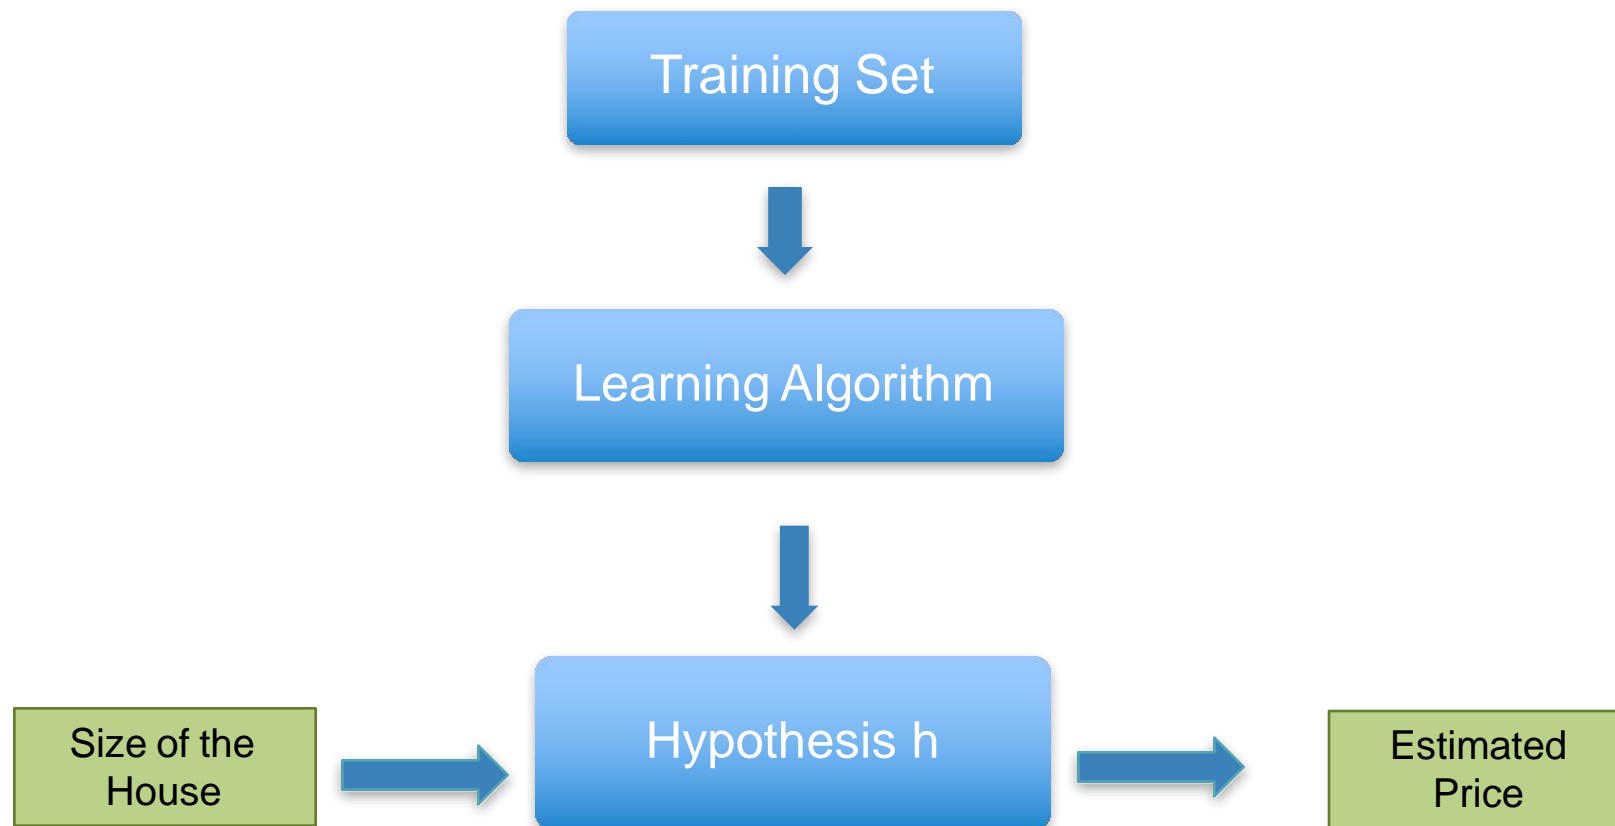 Training Set
Learning Algorithm
Size of the
House
Hypothesis h
Estimated
Price